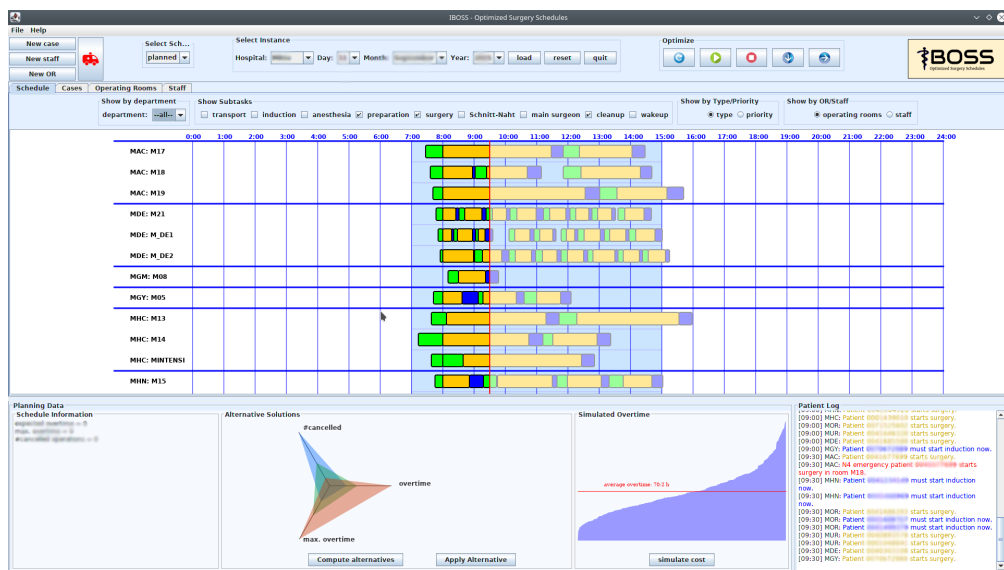 IBOSS - Optimized Surgery Schedules
File Help
New case
New staff
New OR
Select Sch...
planned
Select Instance
Hospital: Day: Month: Year: load reset quit
Optimize
BOSS
Optimized Surgery Schedules
Schedule Cases Operating Rooms Staff
Show by department
department: --all--
Show Subtasks
transport induction anesthesia preparation surgery Schnitt-Naht main surgeon cleanup wakeup
Show by Type/Priority
type priority
Show by OR/Staff
operating rooms staff
0:00 1:00 2:00 3:00 4:00 5:00 6:00 7:00 8:00 9:00 10:00 11:00 12:00 13:00 14:00 15:00 16:00 17:00 18:00 19:00 20:00 21:00 22:00 23:00 24:00
MAC: M17
MAC: M18
MAC: M19
MDE: M21
MDE: M_DE1
MDE: M_DE2
MGM: M08
MGY: M05
MHC: M13
MHC: M14
MHC: MINTENSI
MHN: M15
Planning Data
Schedule Information
Alternative Solutions
#cancelled
overtime
max. overtime
Compute alternatives Apply Alternative
Simulated Overtime
average overtime: 70.2 h
simulate cost
Patient Log
[09:00] MHC: Patient starts surgery.
[09:00] MUR: Patient starts surgery.
[09:00] MUR: Patient starts surgery.
[09:00] MDE: Patient starts surgery.
[09:00] MGY: Patient must start induction now.
[09:30] MAC: Patient starts surgery.
[09:30] MAC: N4 emergency patient starts
surgery in room M18.
[09:30] MHN: Patient must start induction
now.
[09:30] MHN: Patient must start induction
now.
[09:30] MOR: Patient starts surgery.
[09:30] MOR: Patient must start induction now.
[09:30] MOR: Patient must start induction now.
[09:30] MUR: Patient starts surgery.
[09:30] MUR: Patient starts surgery.
[09:30] MDE: Patient starts surgery.
[09:30] MGY: Patient starts surgery.